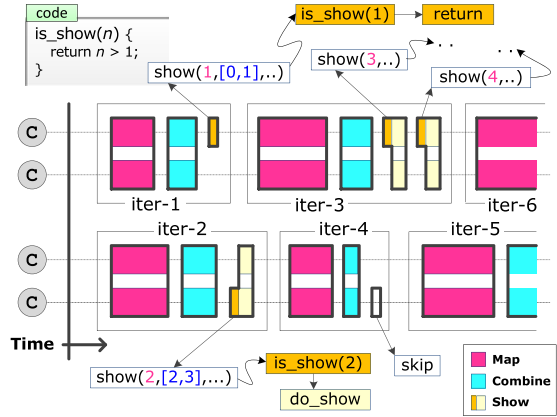 code
is_show(n) {
return n > 1;
}
is_show(1)
return
show(1,[0,1],..)
show(3,..)
..
..
show(4,..)
C
C
iter-1
iter-3
iter-6
iter-2
iter-4
iter-5
C
C
Time
show(2,[2,3],..)
is_show(2)
do_show
skip
Map
Combine
Show